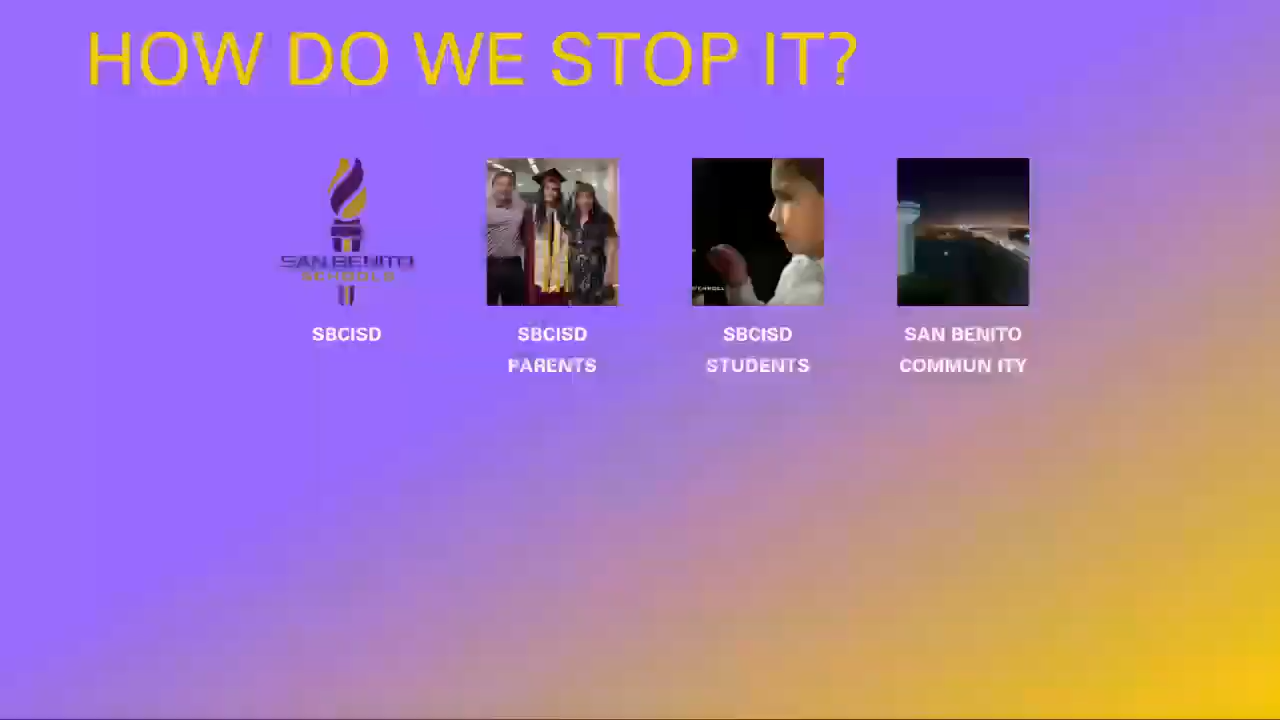 HOW DO WE STOP IT?
SAN BENITO
SCHOOLS
SBCISD
SBCISD
PARENTS
SBCISD
STUDENTS
SAN BENITO
COMMUN ITY